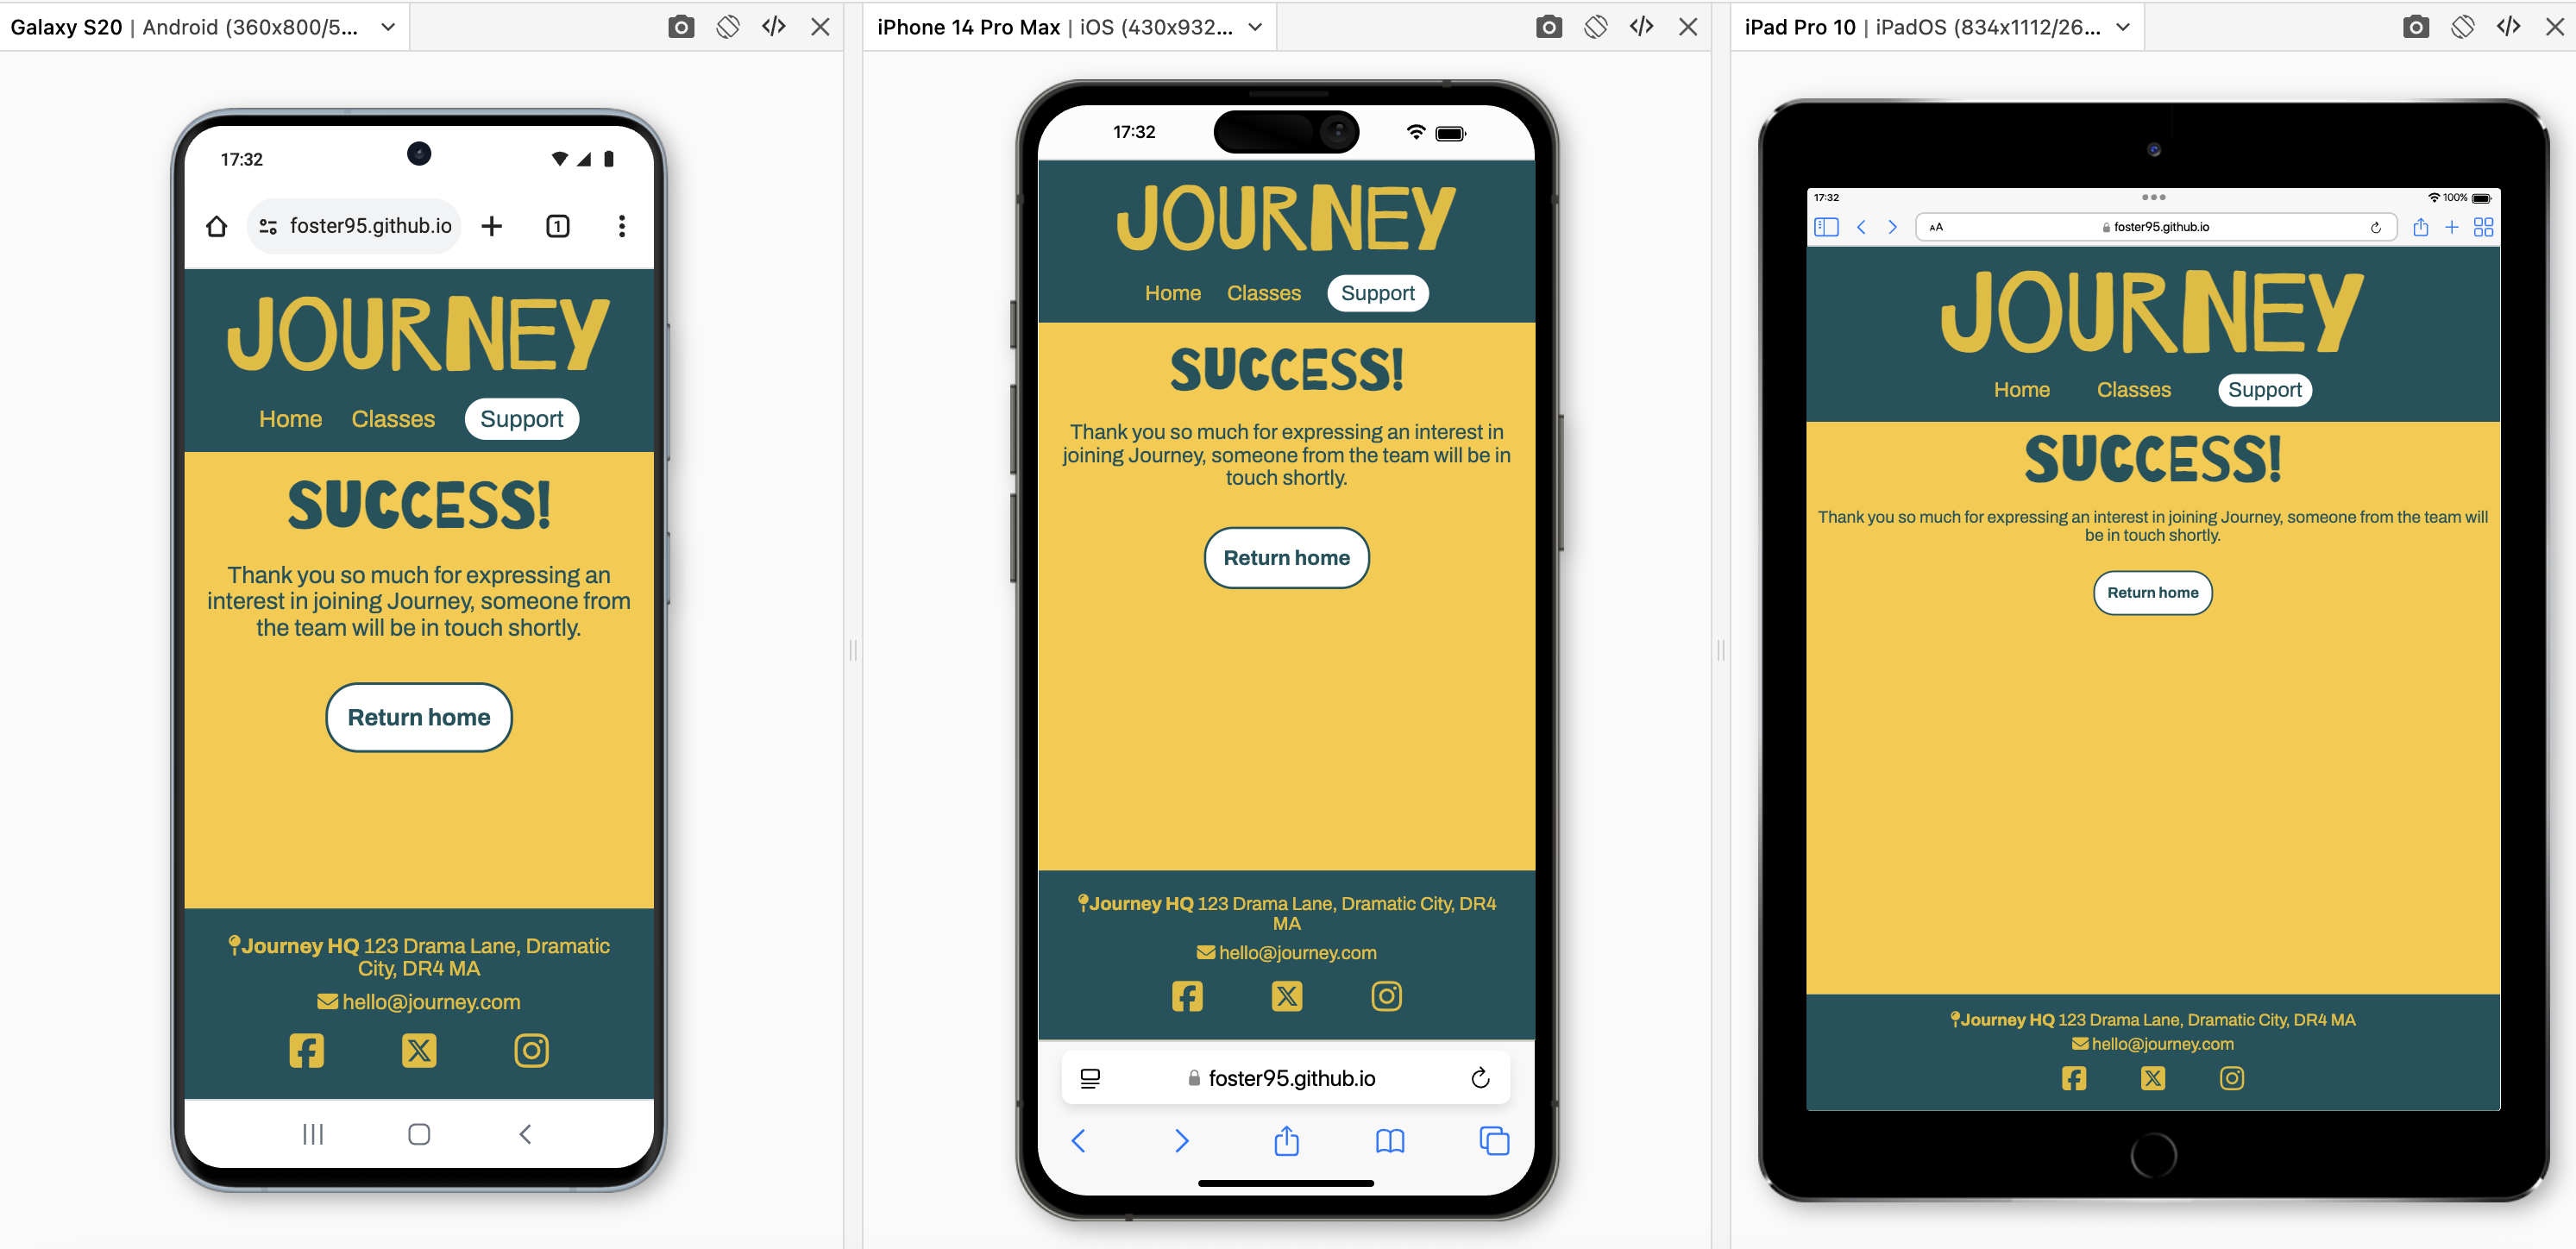 Galaxy S20 | Android (360x800/5...
17:32
foster95.github.io
1
JOURNEY
Home Classes Support
SUCCESS!
Thank you so much for expressing an
interest in joining Journey, someone from
the team will be in touch shortly.
Return home
Journey HQ 123 Drama Lane, Dramatic
City, DR4 MA
hello@journey.com
iPhone 14 Pro Max | iOS (430x932...
17:32
JOURNEY
Home Classes Support
SUCCESS!
Thank you so much for expressing an interest in
joining Journey, someone from the team will be in
touch shortly.
Return home
Journey HQ 123 Drama Lane, Dramatic City, DR4
MA
hello@journey.com
foster95.github.io
iPad Pro 10 | iPadOS (834x1112/26...
17:32
100%
AA
foster95.github.io
JOURNEY
Home Classes Support
SUCCESS!
Thank you so much for expressing an interest in joining Journey, someone from the team will
be in touch shortly.
Return home
Journey HQ 123 Drama Lane, Dramatic City, DR4 MA
hello@journey.com